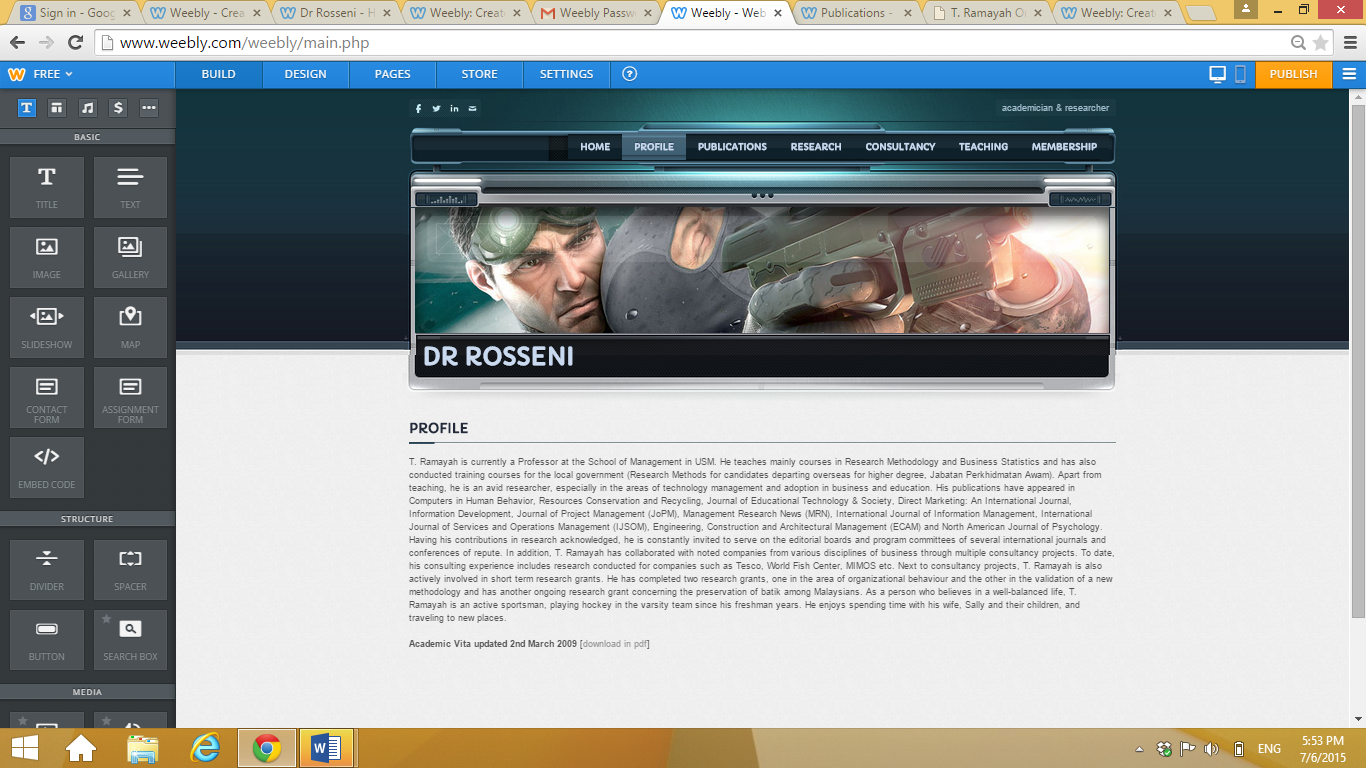 Sign in - Goog
Weebly - Crea
Dr Rosseni - H
Weebly: Creat
Weebly Passw
Weebly - Web
Publications -
T. Ramayah O
Weebly: Creat
www.weebly.com/weebly/main.php
FREE
BUILD
DESIGN
PAGES
STORE
SETTINGS
?
PUBLISH
T
$
BASIC
T
TITLE
TEXT
IMAGE
GALLERY
SLIDESHOW
MAP
CONTACT
FORM
ASSIGNMENT
FORM
EMBED CODE
STRUCTURE
DIVIDER
SPACER
BUTTON
SEARCH BOX
MEDIA
academician & researcher
HOME
PROFILE
PUBLICATIONS
RESEARCH
CONSULTANCY
TEACHING
MEMBERSHIP
DR ROSSENI
PROFILE
T. Ramayah is currently a Professor at the School of Management in USM. He teaches mainly courses in Research Methodology and Business Statistics and has also
conducted training courses for the local government (Research Methods for candidates departing overseas for higher degree, Jabatan Perkhidmatan Awam). Apart from
teaching, he is an avid researcher, especially in the areas of technology management and adoption in business and education. His publications have appeared in
Computers in Human Behavior, Resources Conservation and Recycling, Journal of Educational Technology & Society, Direct Marketing: An International Journal,
Information Development, Journal of Project Management (JoPM), Management Research News (MRN), International Journal of Information Management, International
Journal of Services and Operations Management (IJSOM), Engineering, Construction and Architectural Management (ECAM) and North American Journal of Psychology.
Having his contributions in research acknowledged, he is constantly invited to serve on the editorial boards and program committees of several international journals and
conferences of repute. In addition, T. Ramayah has collaborated with noted companies from various disciplines of business through multiple consultancy projects. To date,
his consulting experience includes research conducted for companies such as Tesco, World Fish Center, MIMOS etc. Next to consultancy projects, T. Ramayah is also
actively involved in short term research grants. He has completed two research grants, one in the area of organizational behaviour and the other in the validation of a new
methodology and has another ongoing research grant concerning the preservation of batik among Malaysians. As a person who believes in a well-balanced life, T.
Ramayah is an active sportsman, playing hockey in the varsity team since his freshman years. He enjoys spending time with his wife, Sally and their children, and
traveling to new places.
Academic Vita updated 2nd March 2009 [download in pdf]
ENG
5:53 PM
7/6/2015